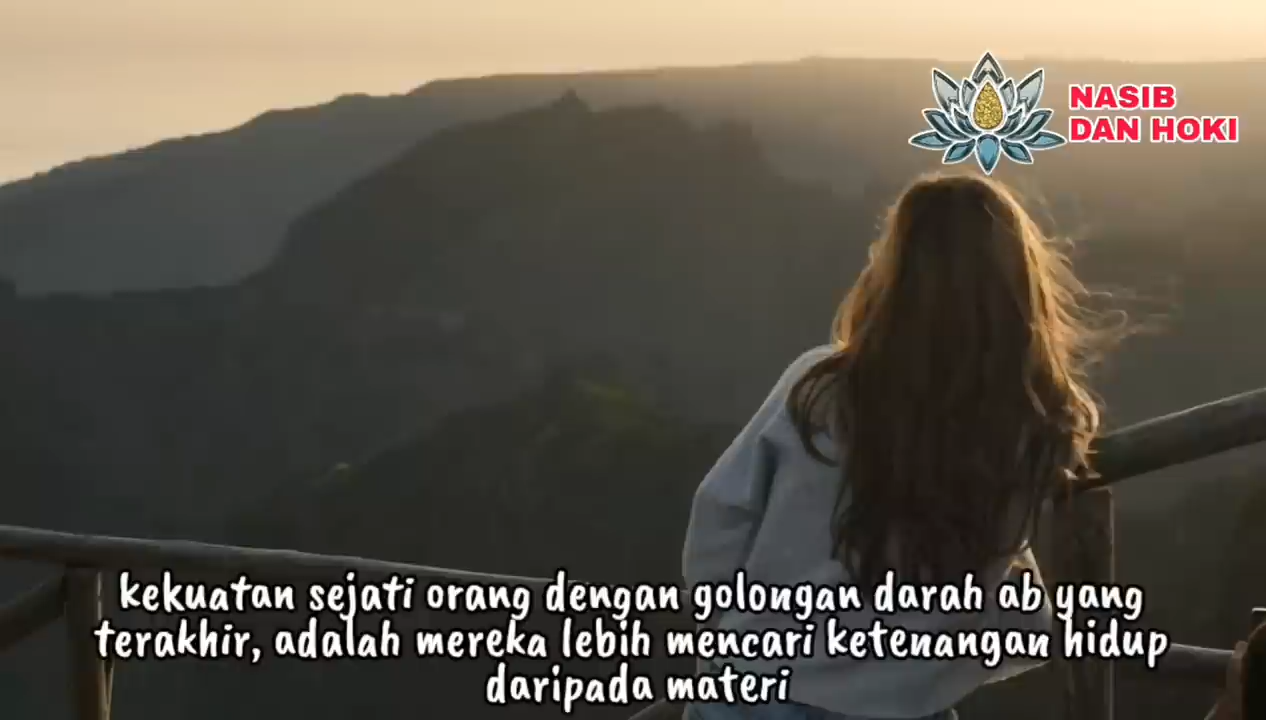 NASIB
DAN HOKI
kekuatan sejati orang dengan golongan darah ab yang
terakhir, adalah mereka lebih mencari ketenangan hidup
daripada materi